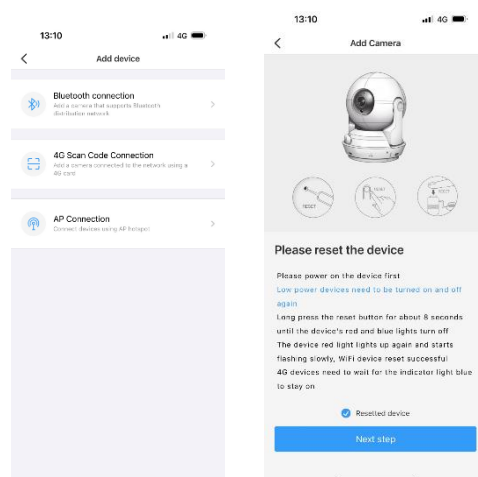 13:10
4G
Add device
Bluetooth connection
Add a camera that supports Bluetooth
distribution network
4G Scan Code Connection
Add a camera connected to the network using a
4G card
AP Connection
Connect devices using AP hotspot
13:10
4G
Add Camera
RESET
RESET
Please reset the device
Please power on the device first
Low power devices need to be turned on and off
again
Long press the reset button for about 8 seconds
until the device's red and blue lights turn off
The device red light lights up again and starts
flashing slowly, WiFi device reset successful
4G devices need to wait for the indicator light blue
to stay on
Resetted device
Next step